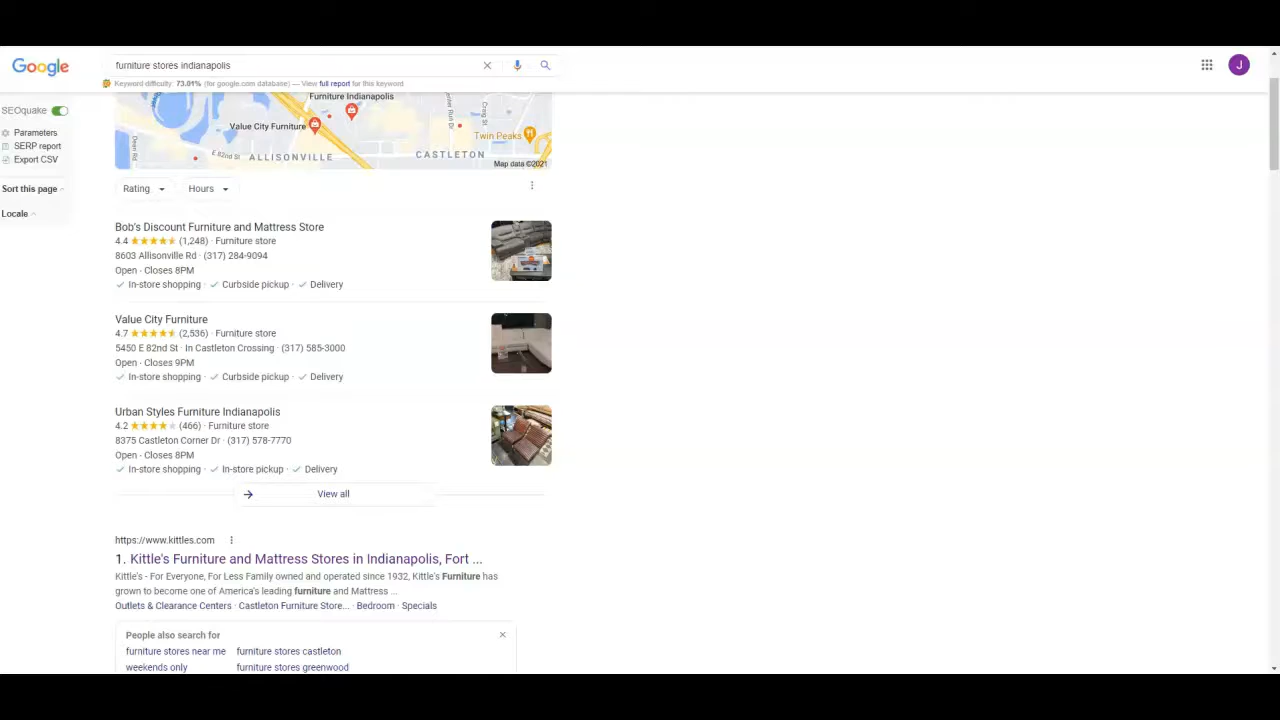 Google
furniture stores indianapolis
J
Keyword difficulty: 73.01% (for google.com database) — View full report for this keyword
SEOquake
Parameters
SERP report
Export CSV
Sort this page
Locale
Furniture Indianapolis
Value City Furniture
Twin Peaks
E 82nd St
ALLISONVILLE
CASTLETON
Craig St
Dean Rd
Map data ©2021
Rating
Hours
Bob's Discount Furniture and Mattress Store
4.4 (1,248) · Furniture store
8603 Allisonville Rd · (317) 284-9094
Open · Closes 8PM
In-store shopping · Curbside pickup · Delivery
Value City Furniture
4.7 (2,536) · Furniture store
5450 E 82nd St · In Castleton Crossing · (317) 585-3000
Open · Closes 9PM
In-store shopping · Curbside pickup · Delivery
Urban Styles Furniture Indianapolis
4.2 (466) · Furniture store
8375 Castleton Corner Dr · (317) 578-7770
Open · Closes 8PM
In-store shopping · In-store pickup · Delivery
View all
https://www.kittles.com
1. Kittle's Furniture and Mattress Stores in Indianapolis, Fort ...
Kittle's - For Everyone, For Less Family owned and operated since 1932, Kittle's Furniture has
grown to become one of America's leading furniture and Mattress ...
Outlets & Clearance Centers · Castleton Furniture Store... · Bedroom · Specials
People also search for
furniture stores near me furniture stores castleton
weekends only furniture stores greenwood